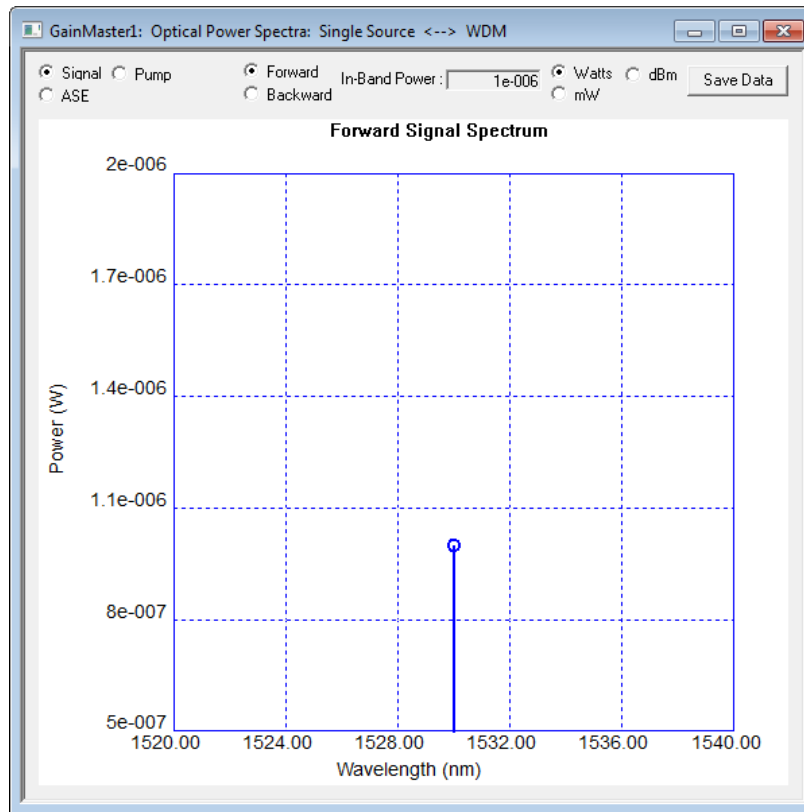 GainMaster1: Optical Power Spectra: Single Source <--> WDM
Signal Pump Forward In-Band Power : 1e-006 Watts dBm Save Data
ASE Backward mW
Forward Signal Spectrum
2e-006
1.7e-006
1.4e-006
Power (W)
1.1e-006
8e-007
5e-007
1520.00 1524.00 1528.00 1532.00 1536.00 1540.00
Wavelength (nm)